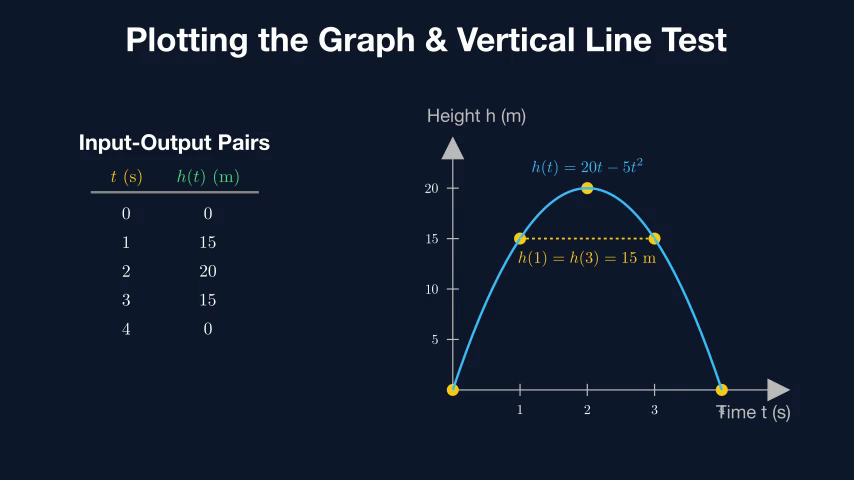 Plotting the Graph & Vertical Line Test
Input-Output Pairs
t (s) h(t) (m)
0 0
1 15
2 20
3 15
4 0
Height h (m)
h(t) = 20t − 5t²
20
15
h(1) = h(3) = 15 m
10
5
1 2 3
Time t (s)